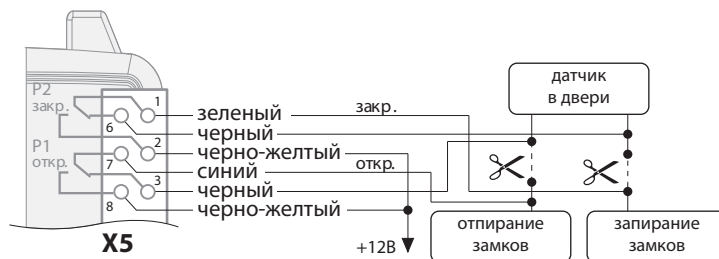 P2
закр.
P1
откр.
1
6
2
7
3
8
X5
зеленый
черный
черно-желтый
синий
черный
черно-желтый
закр.
откр.
+12В
датчик
в двери
отпирание
замков
запирание
замков